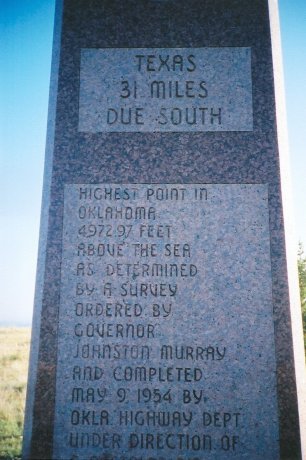 TEXAS
31 MILES
DUE SOUTH
HIGHEST POINT IN
OKLAHOMA
4972.97 FEET
ABOVE THE SEA
AS DETERMINED
BY A SURVEY
ORDERED BY
GOVERNOR
JOHNSTON MURRAY
AND COMPLETED
MAY 9, 1954 BY
OKLA. HIGHWAY DEPT
UNDER DIRECTION OF